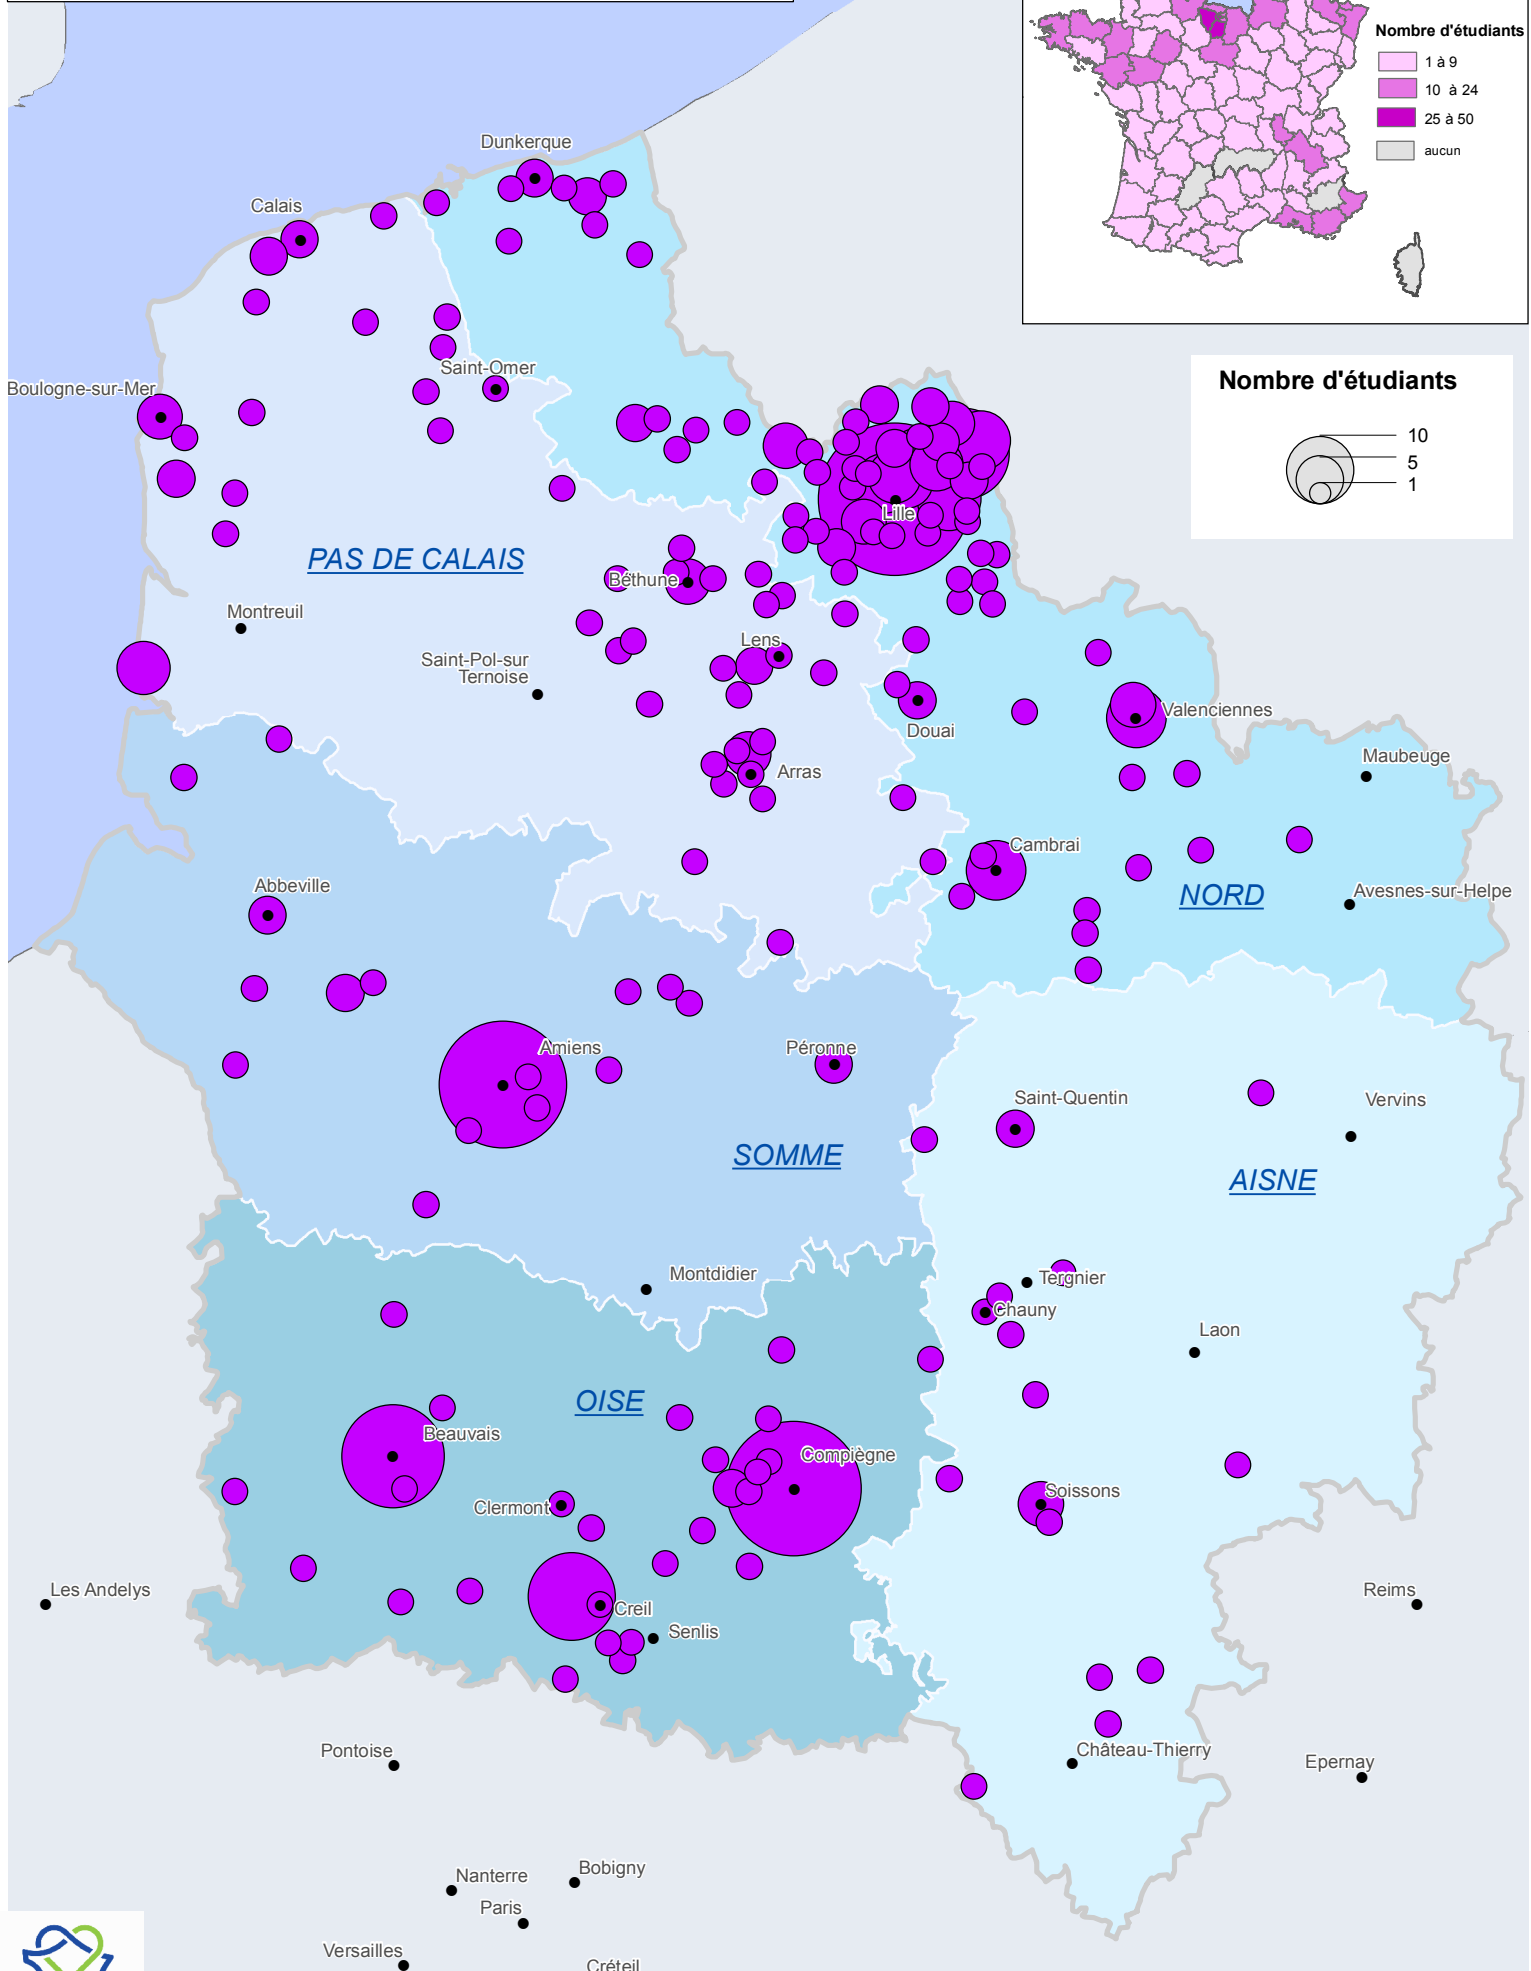 Nombre d'étudiants
1 à 9
10 à 24
25 à 50
aucun
Dunkerque
Calais
Nombre d'étudiants
10
5
1
Saint-Omer
Boulogne-sur-Mer
Lille
PAS DE CALAIS
Béthune
Montreuil
Lens
Saint-Pol-sur
Ternoise
Valenciennes
Douai
Maubeuge
Arras
Cambrai
Abbeville
NORD
Avesnes-sur-Helpe
Amiens
Péronne
Saint-Quentin
Vervins
SOMME
AISNE
Montdidier
Tergnier
Chauny
Laon
OISE
Beauvais
Compiègne
Soissons
Clermont
Les Andelys
Reims
Creil
Senlis
Pontoise
Château-Thierry
Epernay
Nanterre
Bobigny
Paris
Versailles
Créteil